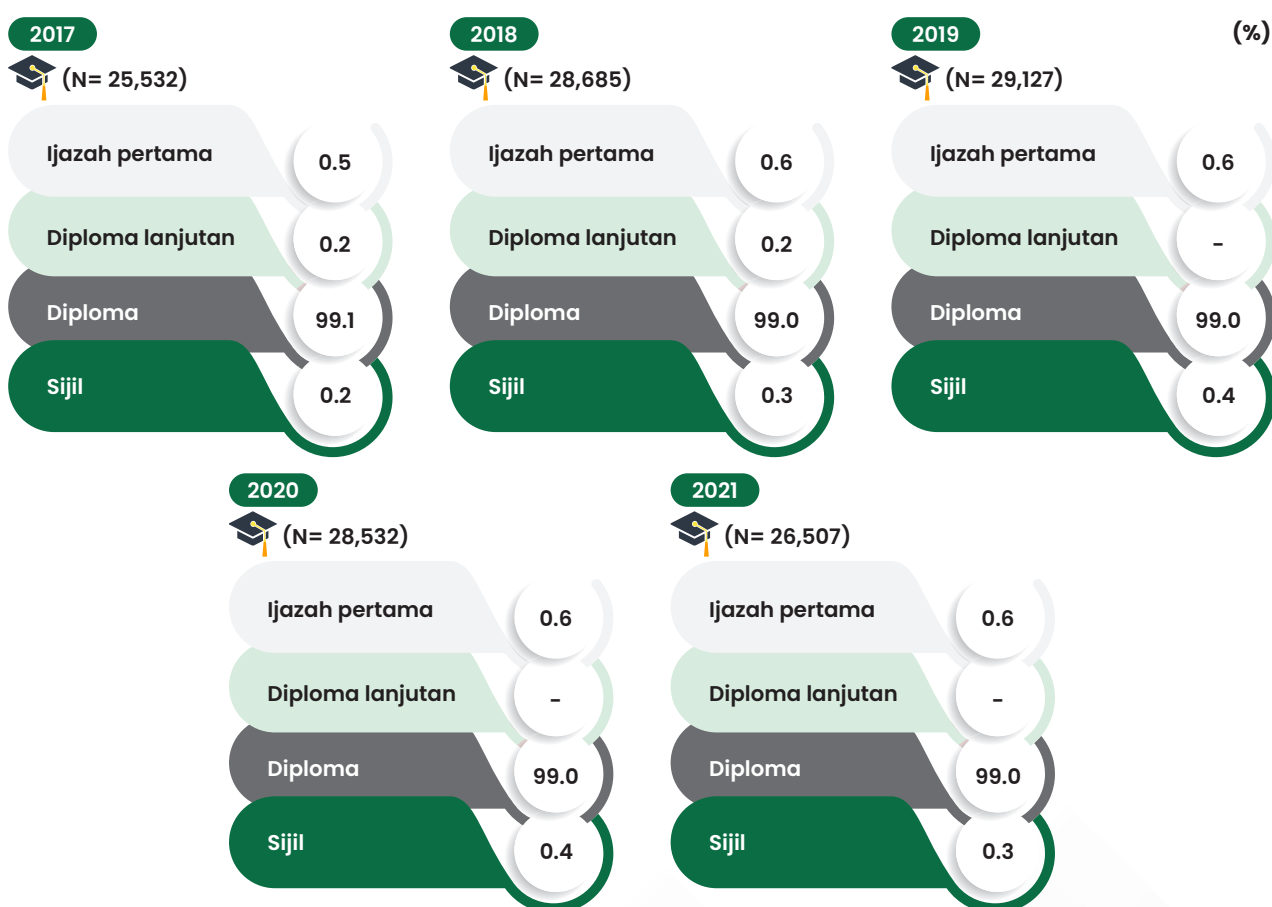 2017
(N= 25,532)
Ijazah pertama 0.5
Diploma lanjutan 0.2
Diploma 99.1
Sijil 0.2
2018
(N= 28,685)
Ijazah pertama 0.6
Diploma lanjutan 0.2
Diploma 99.0
Sijil 0.3
2019
(%)
(N= 29,127)
Ijazah pertama 0.6
Diploma lanjutan -
Diploma 99.0
Sijil 0.4
2020
(N= 28,532)
Ijazah pertama 0.6
Diploma lanjutan -
Diploma 99.0
Sijil 0.4
2021
(N= 26,507)
Ijazah pertama 0.6
Diploma lanjutan -
Diploma 99.0
Sijil 0.3